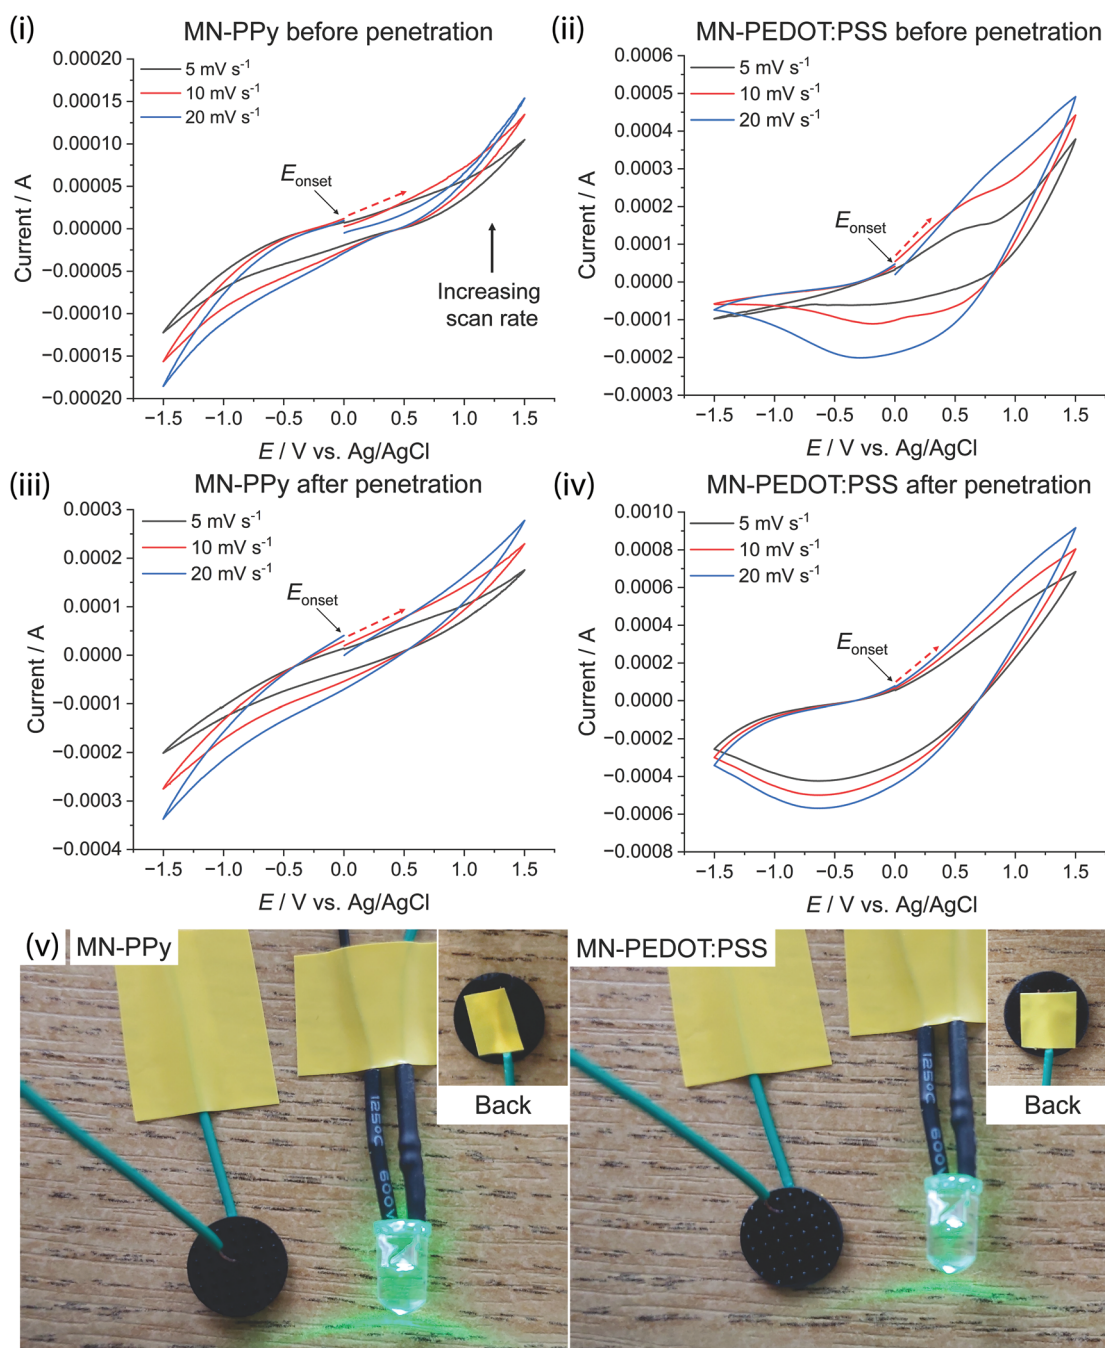 (i)
MN-PPy before penetration
0.00020
0.00015
0.00010
0.00005
0.00000
−0.00005
−0.00010
−0.00015
−0.00020
Current / A
5 mV s⁻¹
10 mV s⁻¹
20 mV s⁻¹
Eonset
Increasing
scan rate
−1.5 −1.0 −0.5 0.0 0.5 1.0 1.5
E / V vs. Ag/AgCl
(ii)
MN-PEDOT:PSS before penetration
0.0006
0.0005
0.0004
0.0003
0.0002
0.0001
0.0000
−0.0001
−0.0002
−0.0003
Current / A
5 mV s⁻¹
10 mV s⁻¹
20 mV s⁻¹
Eonset
−1.5 −1.0 −0.5 0.0 0.5 1.0 1.5
E / V vs. Ag/AgCl
(iii)
MN-PPy after penetration
0.0003
0.0002
0.0001
0.0000
−0.0001
−0.0002
−0.0003
−0.0004
Current / A
5 mV s⁻¹
10 mV s⁻¹
20 mV s⁻¹
Eonset
−1.5 −1.0 −0.5 0.0 0.5 1.0 1.5
E / V vs. Ag/AgCl
(iv)
MN-PEDOT:PSS after penetration
0.0010
0.0008
0.0006
0.0004
0.0002
0.0000
−0.0002
−0.0004
−0.0006
−0.0008
Current / A
5 mV s⁻¹
10 mV s⁻¹
20 mV s⁻¹
Eonset
−1.5 −1.0 −0.5 0.0 0.5 1.0 1.5
E / V vs. Ag/AgCl
(v)
MN-PPy
Back
125°C 600V
MN-PEDOT:PSS
Back
125°C 600V